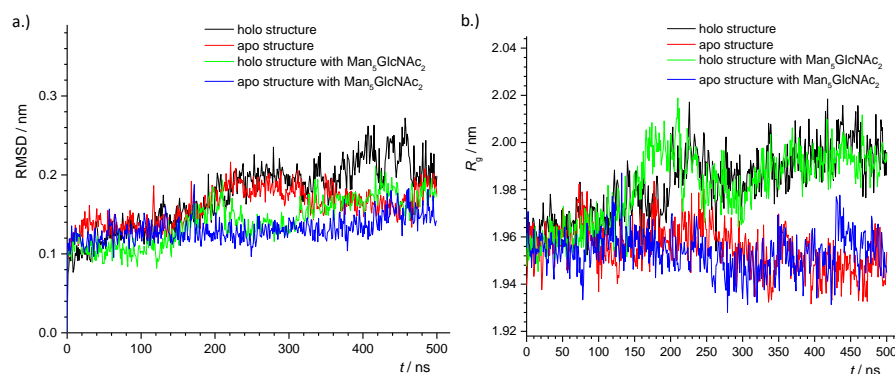 a.)
holo structure
apo structure
holo structure with Man₅GlcNAc₂
apo structure with Man₅GlcNAc₂
0.3
0.2
0.1
0.0
RMSD / nm
0 100 200 300 400 500
t / ns
b.)
holo structure
apo structure
holo structure with Man₅GlcNAc₂
apo structure with Man₅GlcNAc₂
2.04
2.02
2.00
1.98
1.96
1.94
1.92
Rg / nm
0 50 100 150 200 250 300 350 400 450 500
t / ns